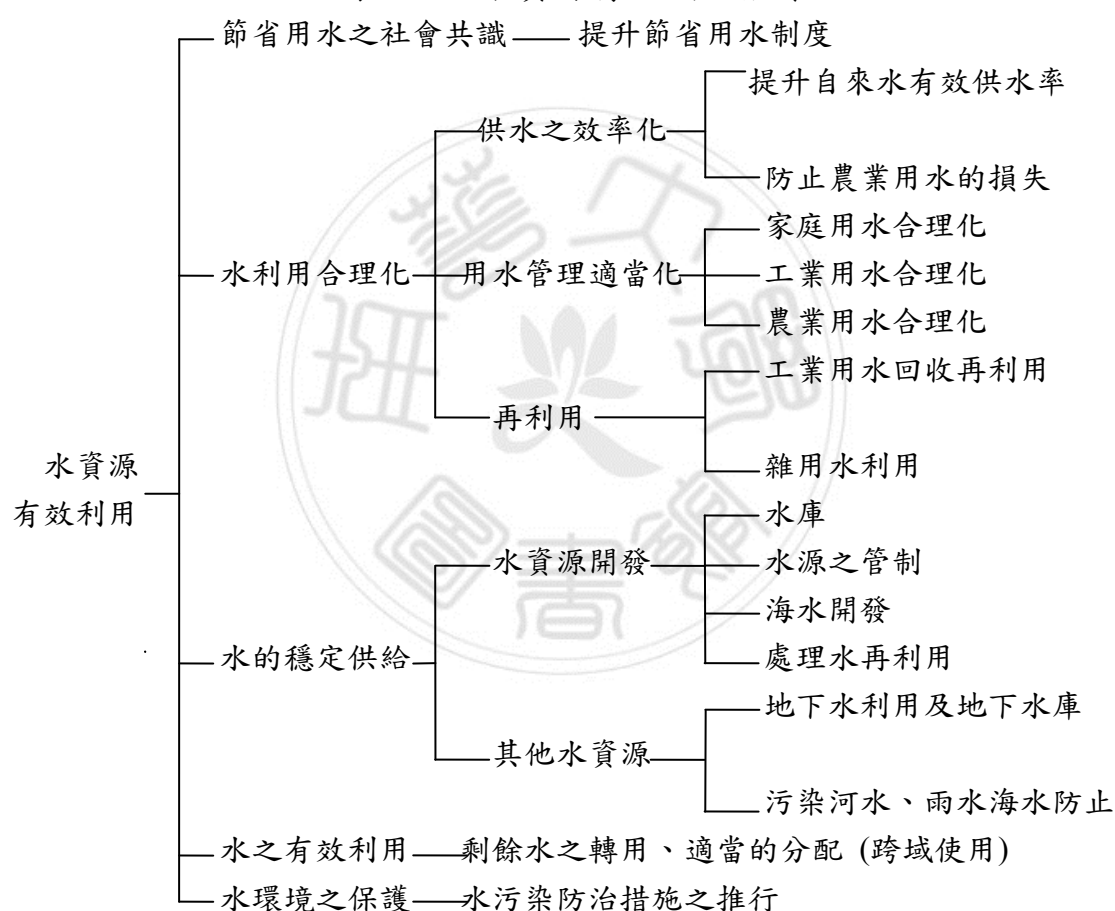 節省用水之社會共識 提升節省用水制度
提升自來水有效供水率
供水之效率化
防止農業用水的損失
家庭用水合理化
水利用合理化 用水管理適當化 工業用水合理化
農業用水合理化
工業用水回收再利用
再利用
雜用水利用
水資源
有效利用
水庫
水資源開發 水源之管制
海水開發
水的穩定供給 處理水再利用
地下水利用及地下水庫
其他水資源
污染河水、雨水海水防止
水之有效利用 剩餘水之轉用、適當的分配 (跨域使用)
水環境之保護 水污染防治措施之推行